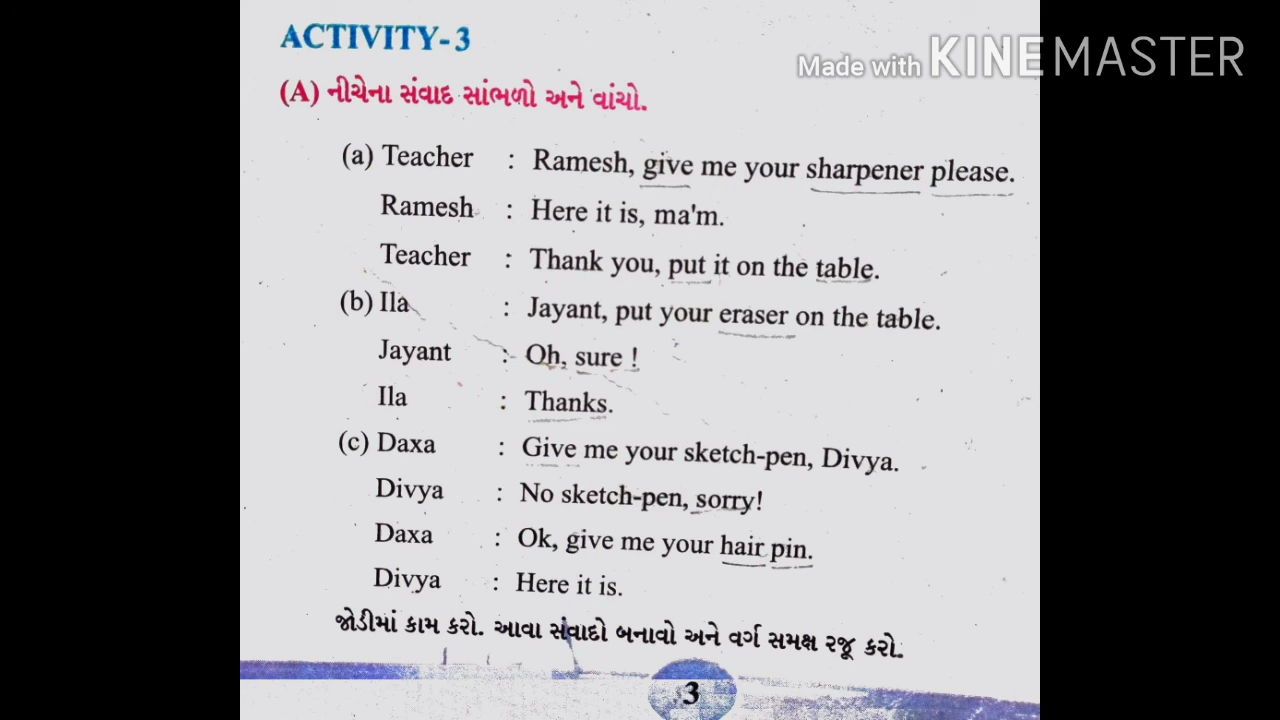 ACTIVITY-3
Made with KINEMASTER
(A) નીચેના સંવાદ સાંભળો અને વાંચો.
(a) Teacher : Ramesh, give me your sharpener please.
Ramesh : Here it is, ma'm.
Teacher : Thank you, put it on the table.
(b) Ila : Jayant, put your eraser on the table.
Jayant : Oh, sure !
Ila : Thanks.
(c) Daxa : Give me your sketch-pen, Divya.
Divya : No sketch-pen, sorry!
Daxa : Ok, give me your hair pin.
Divya : Here it is.
જોડીમાં કામ કરો. આવા સંવાદો બનાવો અને વર્ગ સમક્ષ રજૂ કરો.
3